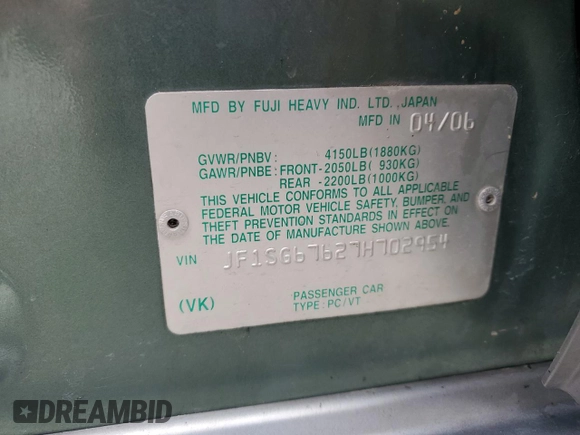 MFD BY FUJI HEAVY IND. LTD., JAPAN
MFD IN 04/06
GVWR/PNBV: 4150LB(1880KG)
GAWR/PNBE: FRONT-2050LB( 930KG)
REAR -2200LB(1000KG)
THIS VEHICLE CONFORMS TO ALL APPLICABLE
FEDERAL MOTOR VEHICLE SAFETY, BUMPER, AND
THEFT PREVENTION STANDARDS IN EFFECT ON
THE DATE OF MANUFACTURE SHOWN ABOVE.
VIN JF1SG67627H702954
(VK)
PASSENGER CAR
TYPE: PC/VT
DREAMBID